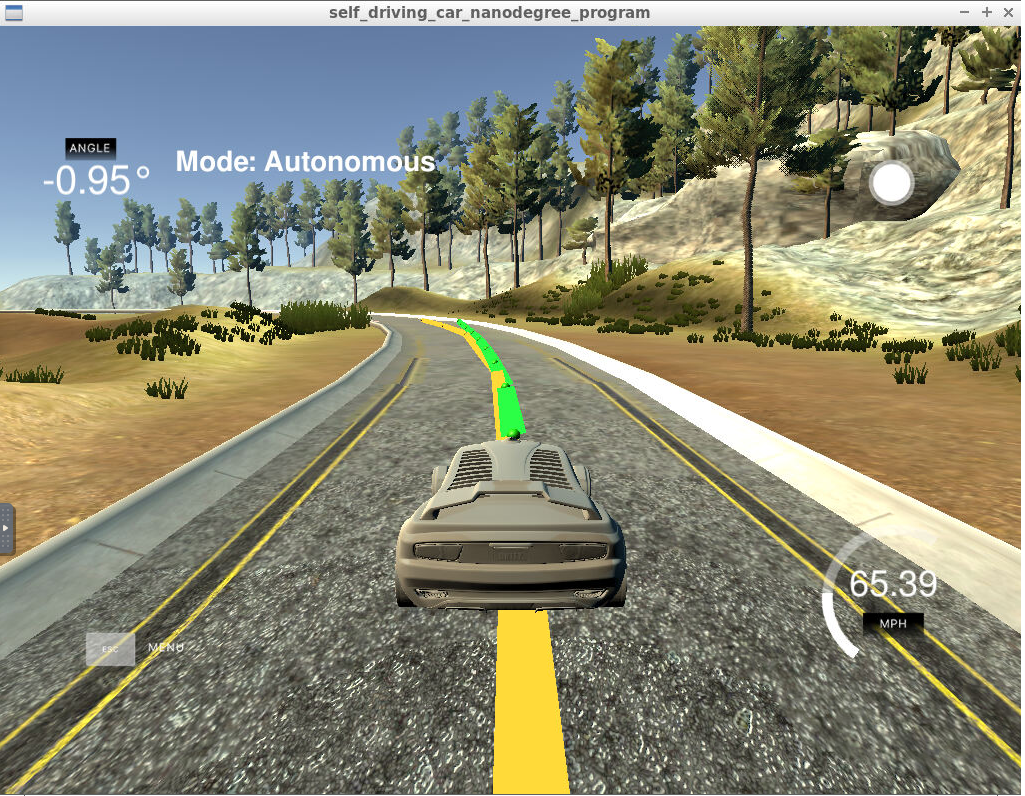 self_driving_car_nanodegree_program
ANGLE
-0.95°
Mode: Autonomous
65.39
MPH
ESC
MENU